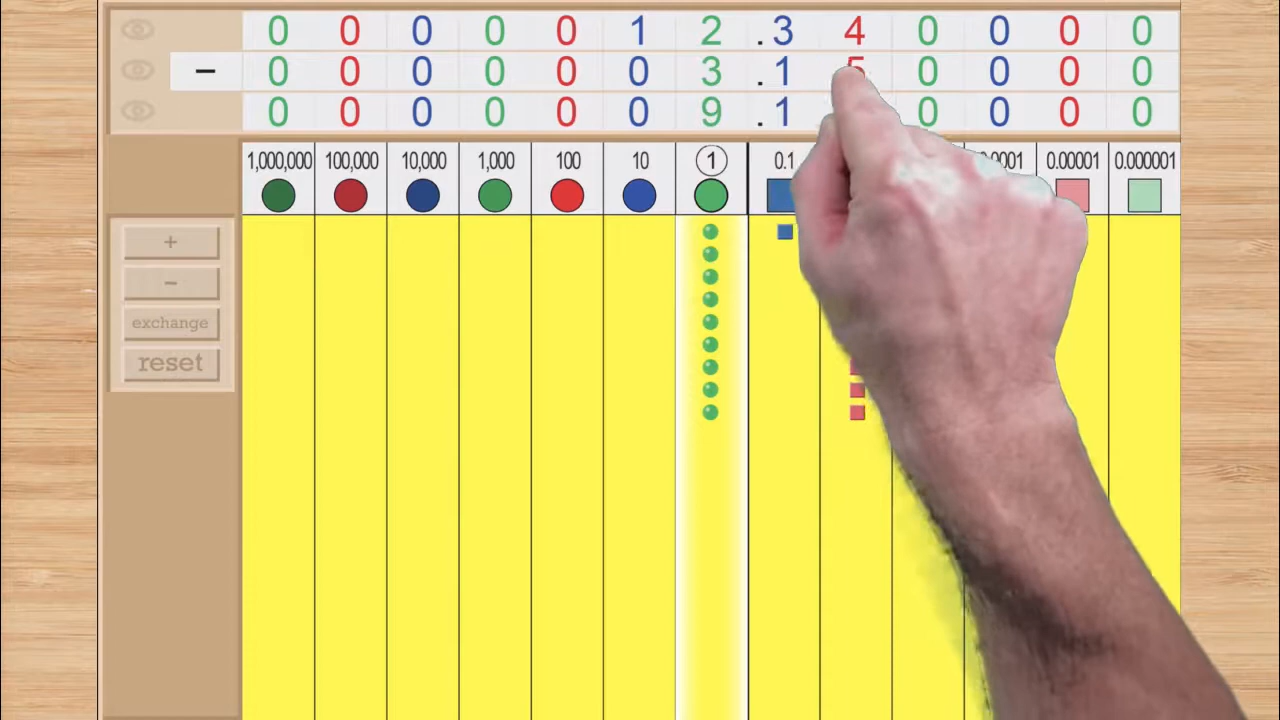 0 0 0 0 0 1 2 .3 4 0 0 0 0
− 0 0 0 0 0 0 3 .1 5 0 0 0 0
0 0 0 0 0 0 9 .1 0 0 0 0
1,000,000 100,000 10,000 1,000 100 10 1 0.1 0.00001 0.000001
+
−
exchange
reset